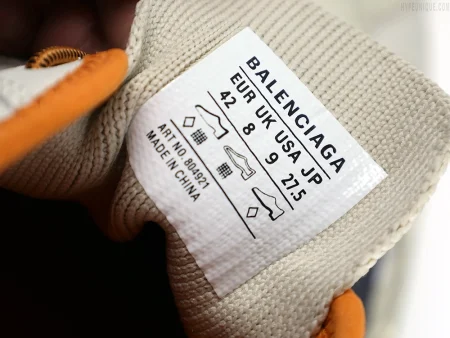 BALENCIAGA
EUR UK USA JP
42 8 9 27.5
ART NO. 804921
MADE IN CHINA